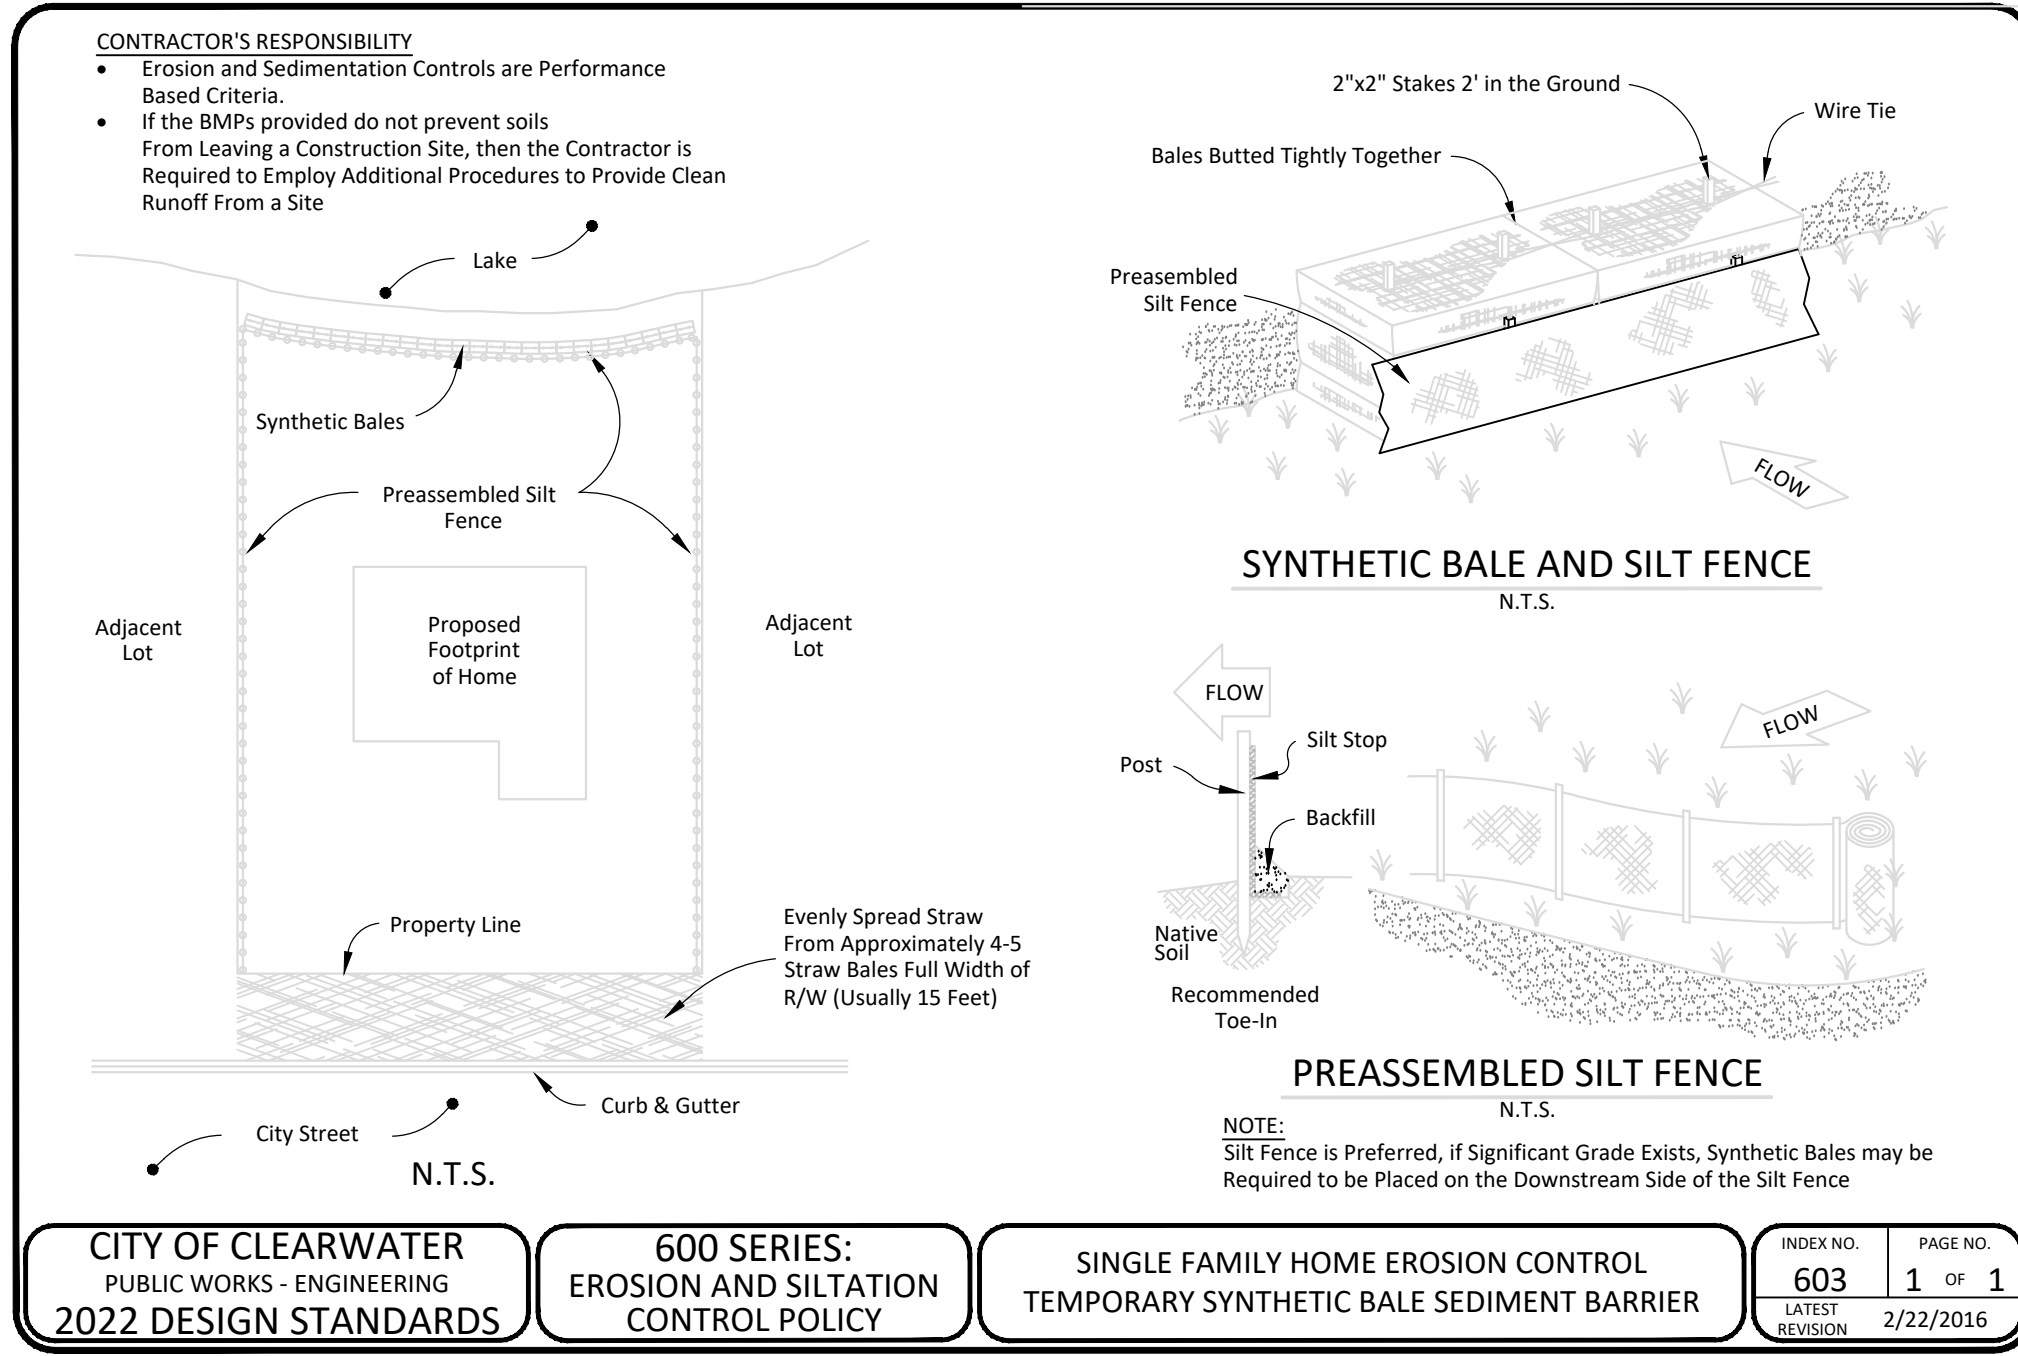 CONTRACTOR'S RESPONSIBILITY
• Erosion and Sedimentation Controls are Performance
Based Criteria.
• If the BMPs provided do not prevent soils
From Leaving a Construction Site, then the Contractor is
Required to Employ Additional Procedures to Provide Clean
Runoff From a Site
Lake
Synthetic Bales
Preassembled Silt
Fence
Adjacent
Lot
Proposed
Footprint
of Home
Adjacent
Lot
Property Line
Evenly Spread Straw
From Approximately 4-5
Straw Bales Full Width of
R/W (Usually 15 Feet)
Curb & Gutter
City Street
N.T.S.
2"x2" Stakes 2' in the Ground
Wire Tie
Bales Butted Tightly Together
Preasembled
Silt Fence
FLOW
SYNTHETIC BALE AND SILT FENCE
N.T.S.
FLOW
Silt Stop
Post
Backfill
Native
Soil
Recommended
Toe-In
FLOW
PREASSEMBLED SILT FENCE
N.T.S.
NOTE:
Silt Fence is Preferred, if Significant Grade Exists, Synthetic Bales may be
Required to be Placed on the Downstream Side of the Silt Fence
CITY OF CLEARWATER
PUBLIC WORKS - ENGINEERING
2022 DESIGN STANDARDS
600 SERIES:
EROSION AND SILTATION
CONTROL POLICY
SINGLE FAMILY HOME EROSION CONTROL
TEMPORARY SYNTHETIC BALE SEDIMENT BARRIER
INDEX NO.
603
PAGE NO.
1 OF 1
LATEST
REVISION
2/22/2016